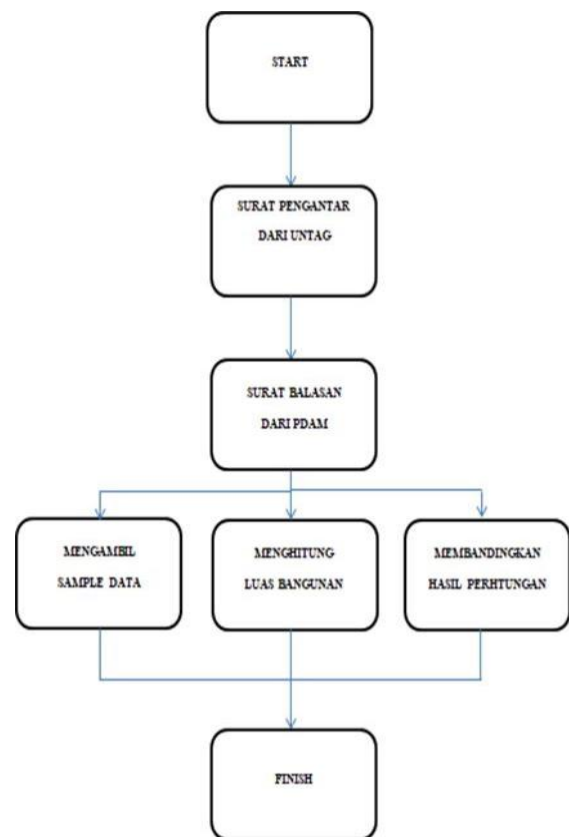 START
SURAT PENGANTAR
DARI UNTAG
SURAT BALASAN
DARI PDAM
MENGAMBIL
SAMPLE DATA
MENGHITUNG
LUAS BANGUNAN
MEMBANDINGKAN
HASIL PERHTUNGAN
FINISH